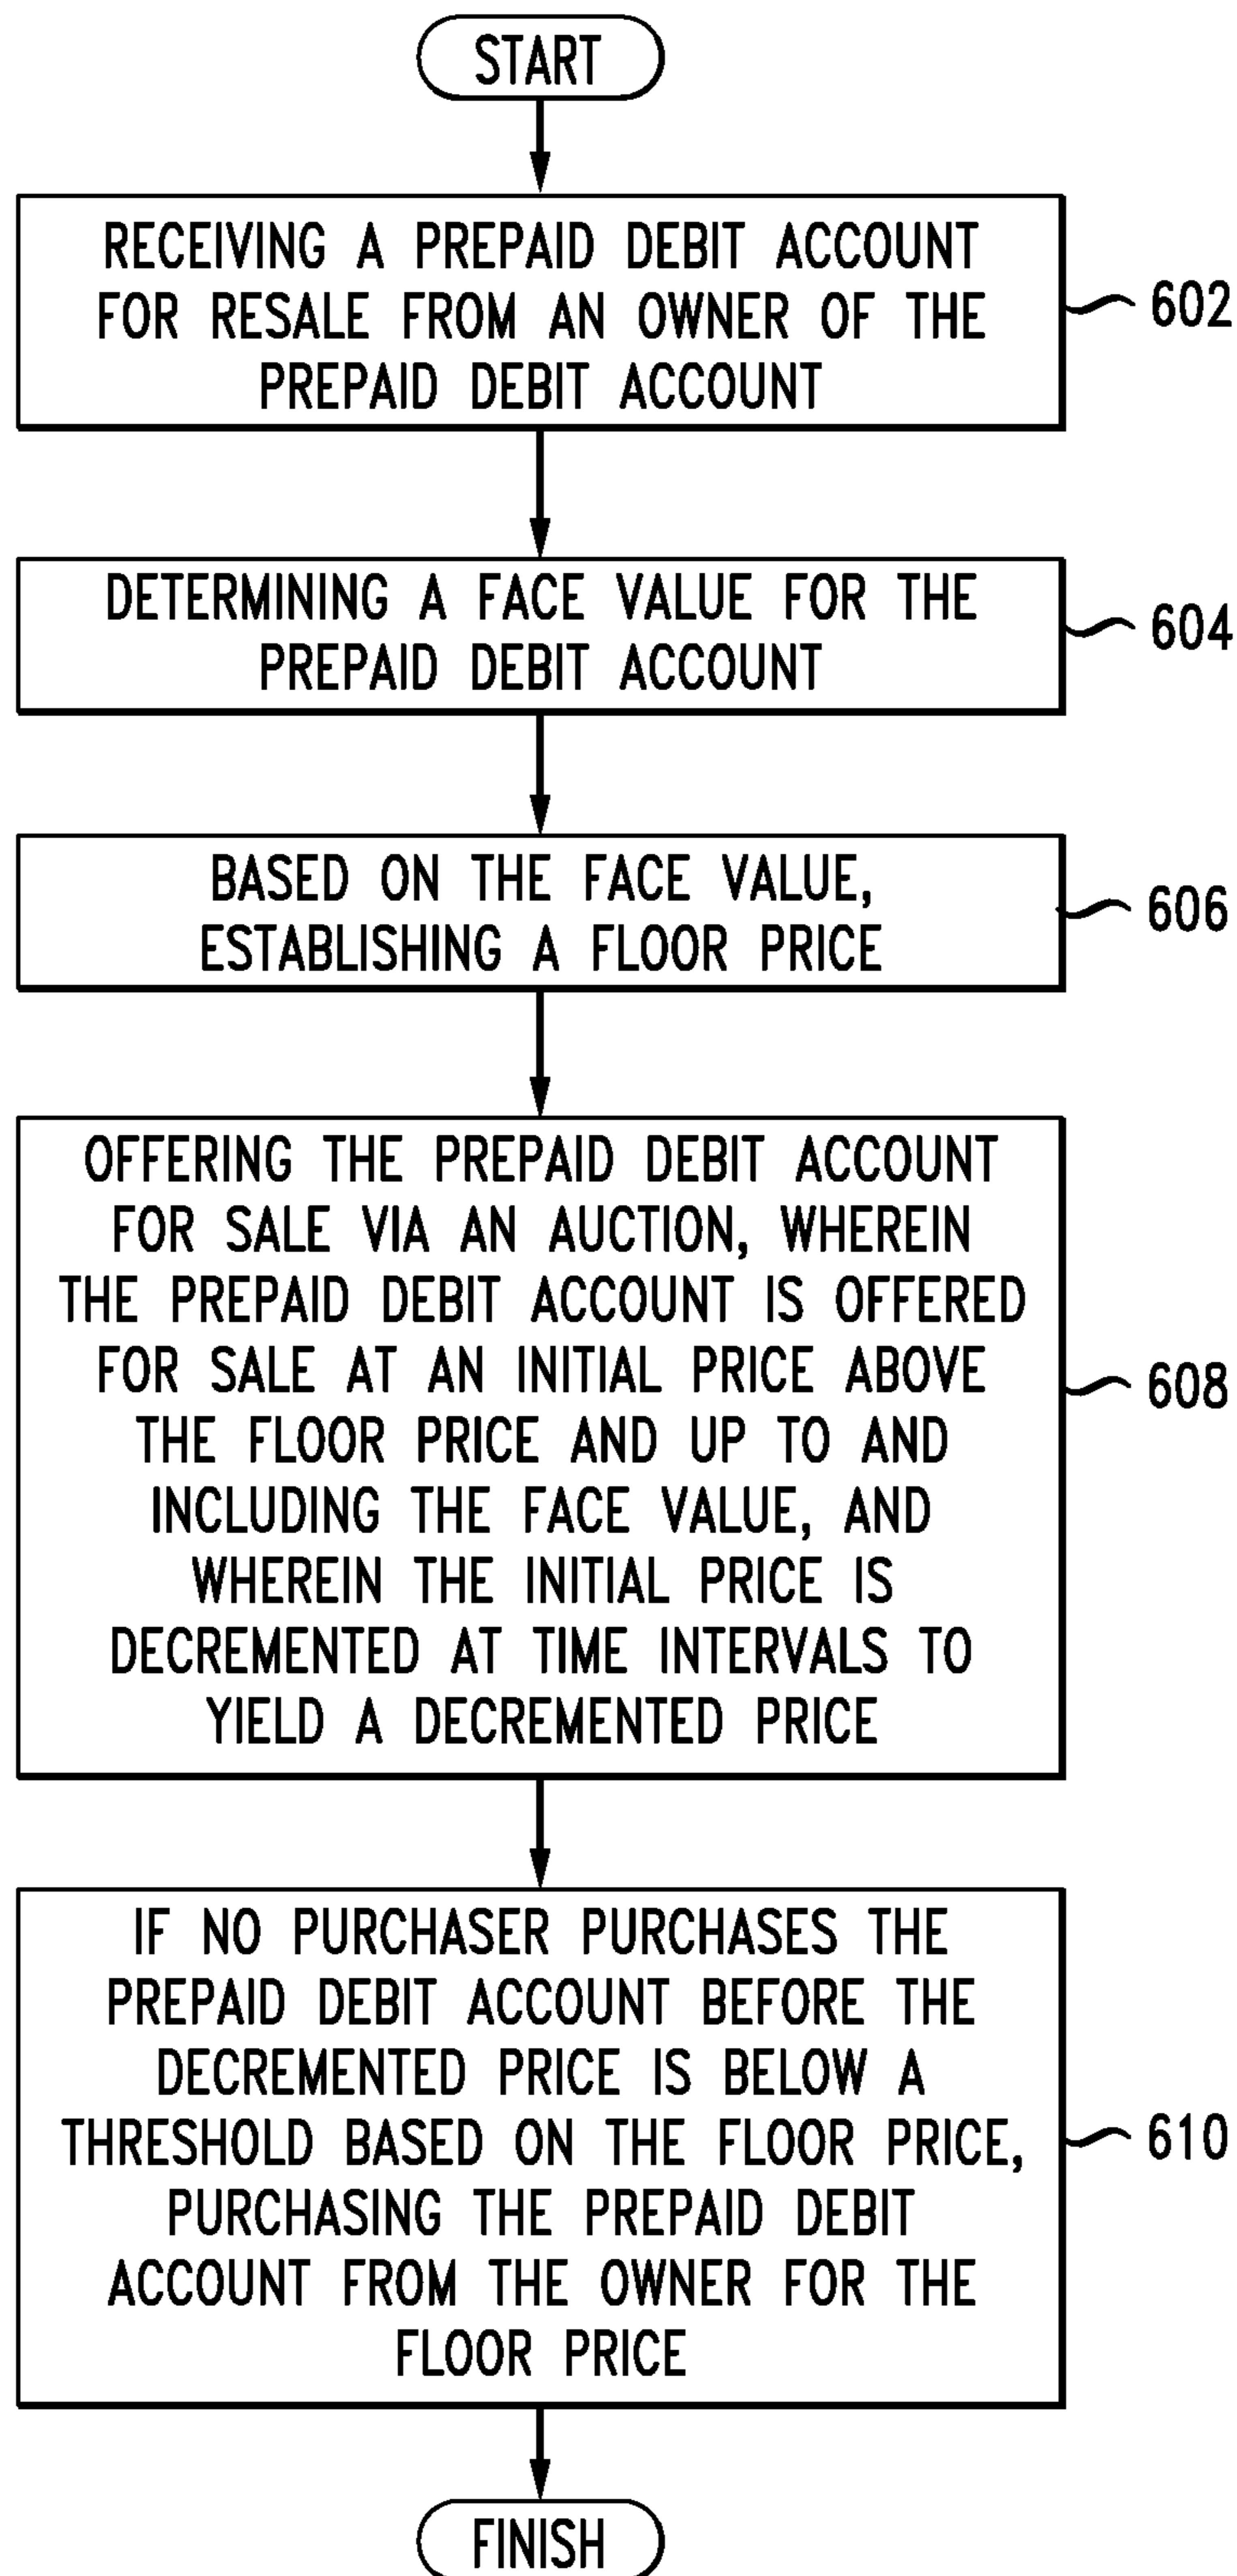 START
RECEIVING A PREPAID DEBIT ACCOUNT
FOR RESALE FROM AN OWNER OF THE
PREPAID DEBIT ACCOUNT
602
DETERMINING A FACE VALUE FOR THE
PREPAID DEBIT ACCOUNT
604
BASED ON THE FACE VALUE,
ESTABLISHING A FLOOR PRICE
606
OFFERING THE PREPAID DEBIT ACCOUNT
FOR SALE VIA AN AUCTION, WHEREIN
THE PREPAID DEBIT ACCOUNT IS OFFERED
FOR SALE AT AN INITIAL PRICE ABOVE
THE FLOOR PRICE AND UP TO AND
INCLUDING THE FACE VALUE, AND
WHEREIN THE INITIAL PRICE IS
DECREMENTED AT TIME INTERVALS TO
YIELD A DECREMENTED PRICE
608
IF NO PURCHASER PURCHASES THE
PREPAID DEBIT ACCOUNT BEFORE THE
DECREMENTED PRICE IS BELOW A
THRESHOLD BASED ON THE FLOOR PRICE,
PURCHASING THE PREPAID DEBIT
ACCOUNT FROM THE OWNER FOR THE
FLOOR PRICE
610
FINISH